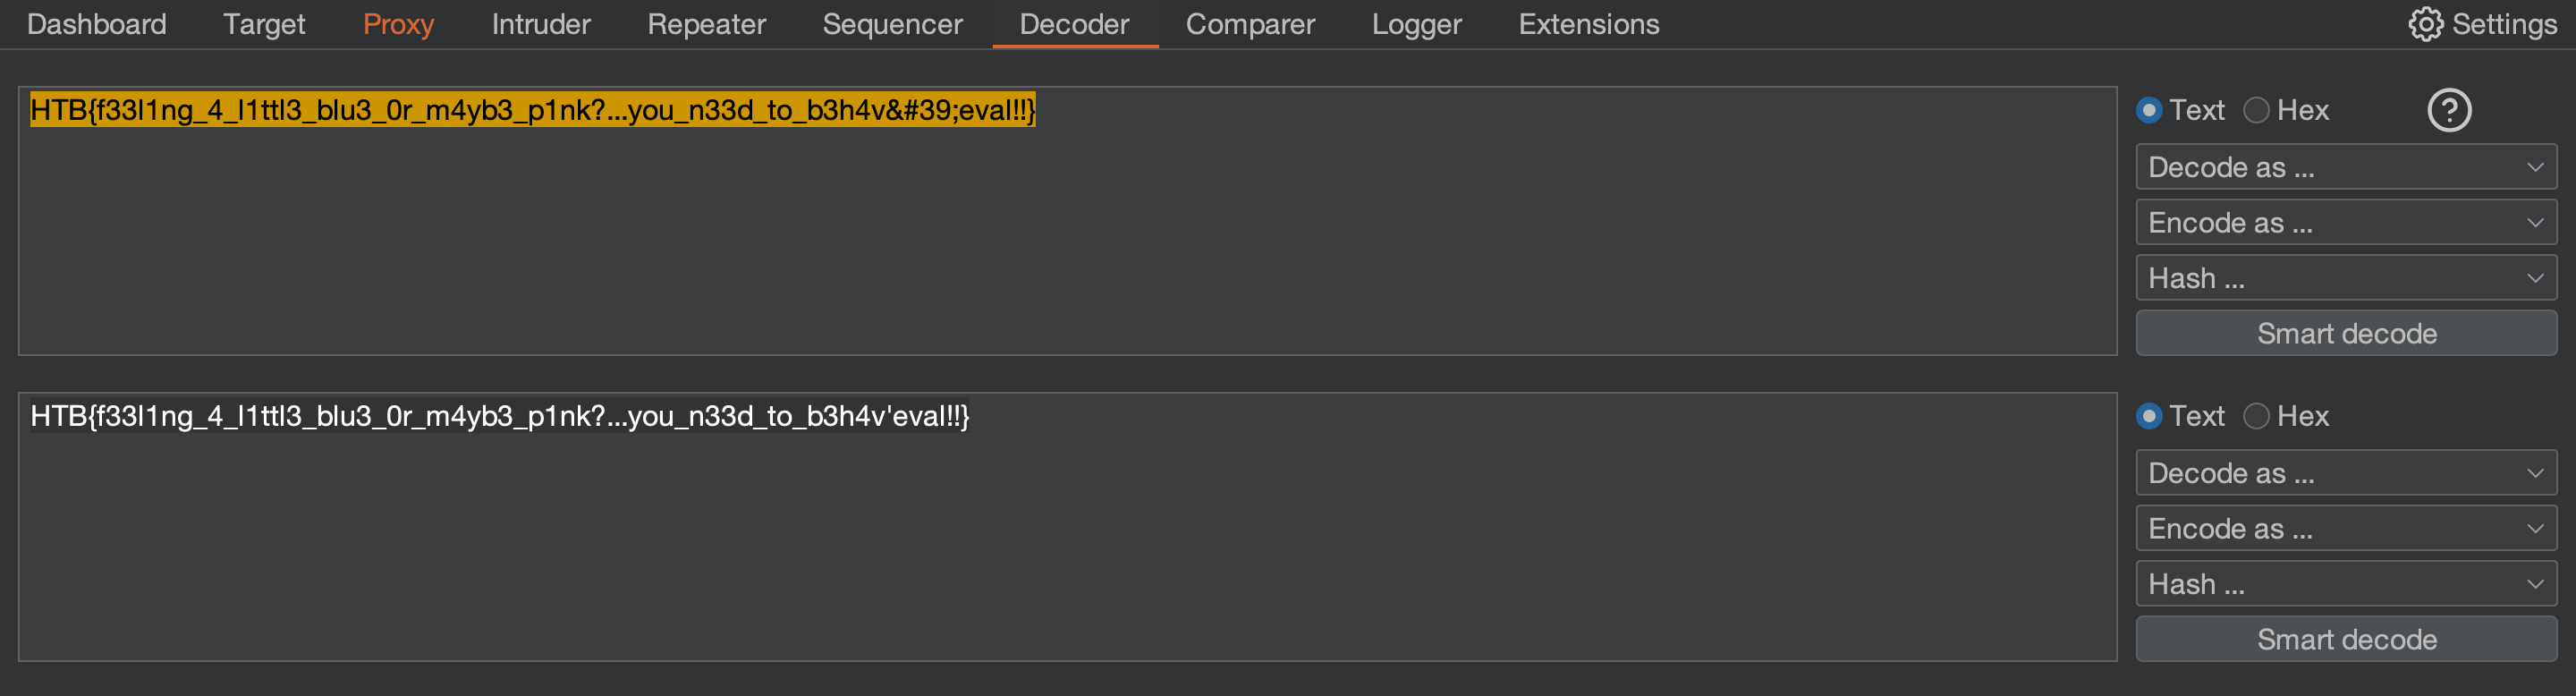 Dashboard Target Proxy Intruder Repeater Sequencer Decoder Comparer Logger Extensions Settings
HTB{f33l1ng_4_l1ttl3_blu3_0r_m4yb3_p1nk?...you_n33d_to_b3h4v&#39;eval!!}
Text Hex ?
Decode as ...
Encode as ...
Hash ...
Smart decode
HTB{f33l1ng_4_l1ttl3_blu3_0r_m4yb3_p1nk?...you_n33d_to_b3h4v'eval!!}
Text Hex
Decode as ...
Encode as ...
Hash ...
Smart decode